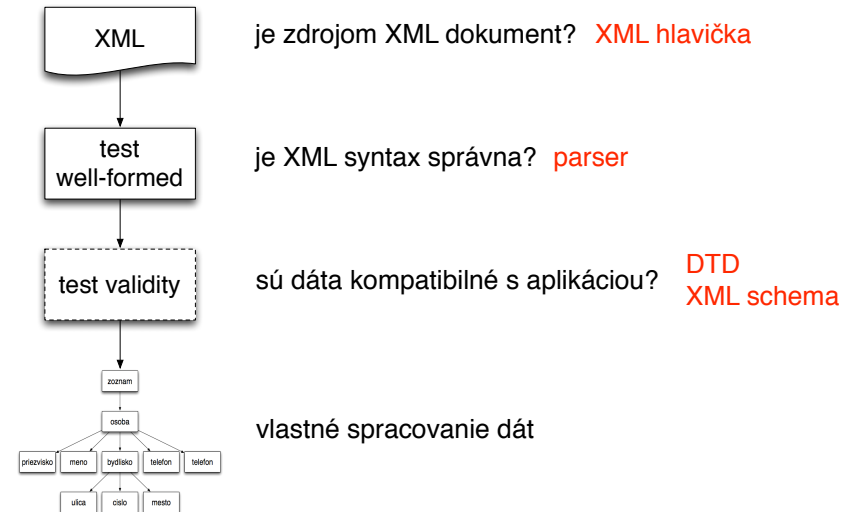 XML
je zdrojom XML dokument? XML hlavička
test
well-formed
je XML syntax správna? parser
test validity
sú dáta kompatibilné s aplikáciou?
DTD
XML schema
zoznam
osoba
vlastné spracovanie dát
priezvisko meno bydlisko telefon telefon
ulica cislo mesto